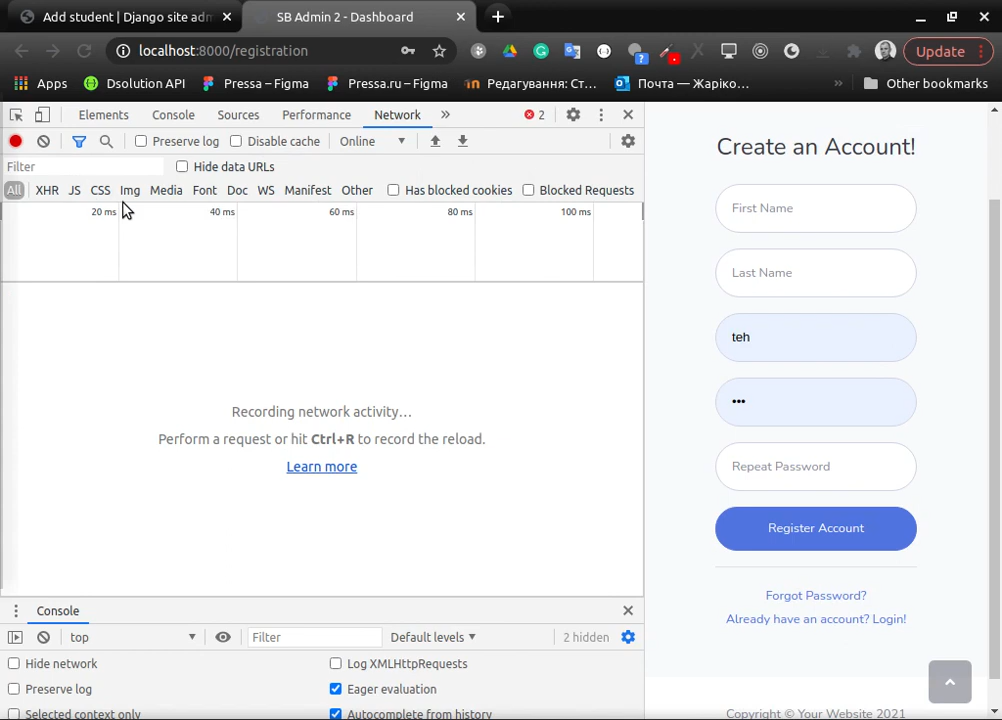 Add student | Django site adm
SB Admin 2 - Dashboard
localhost:8000/registration
Update
Apps
Dsolution API
Pressa – Figma
Pressa.ru – Figma
Редагування: Ст...
Почта — Жаріко...
Other bookmarks
Elements
Console
Sources
Performance
Network
2
Preserve log
Disable cache
Online
Filter
Hide data URLs
All
XHR
JS
CSS
Img
Media
Font
Doc
WS
Manifest
Other
Has blocked cookies
Blocked Requests
20 ms
40 ms
60 ms
80 ms
100 ms
Recording network activity…
Perform a request or hit Ctrl+R to record the reload.
Learn more
Console
top
Filter
Default levels
2 hidden
Hide network
Log XMLHttpRequests
Preserve log
Eager evaluation
Selected context only
Autocomplete from history
Create an Account!
First Name
Last Name
teh
•••
Repeat Password
Register Account
Forgot Password?
Already have an account? Login!
Copyright © Your Website 2021